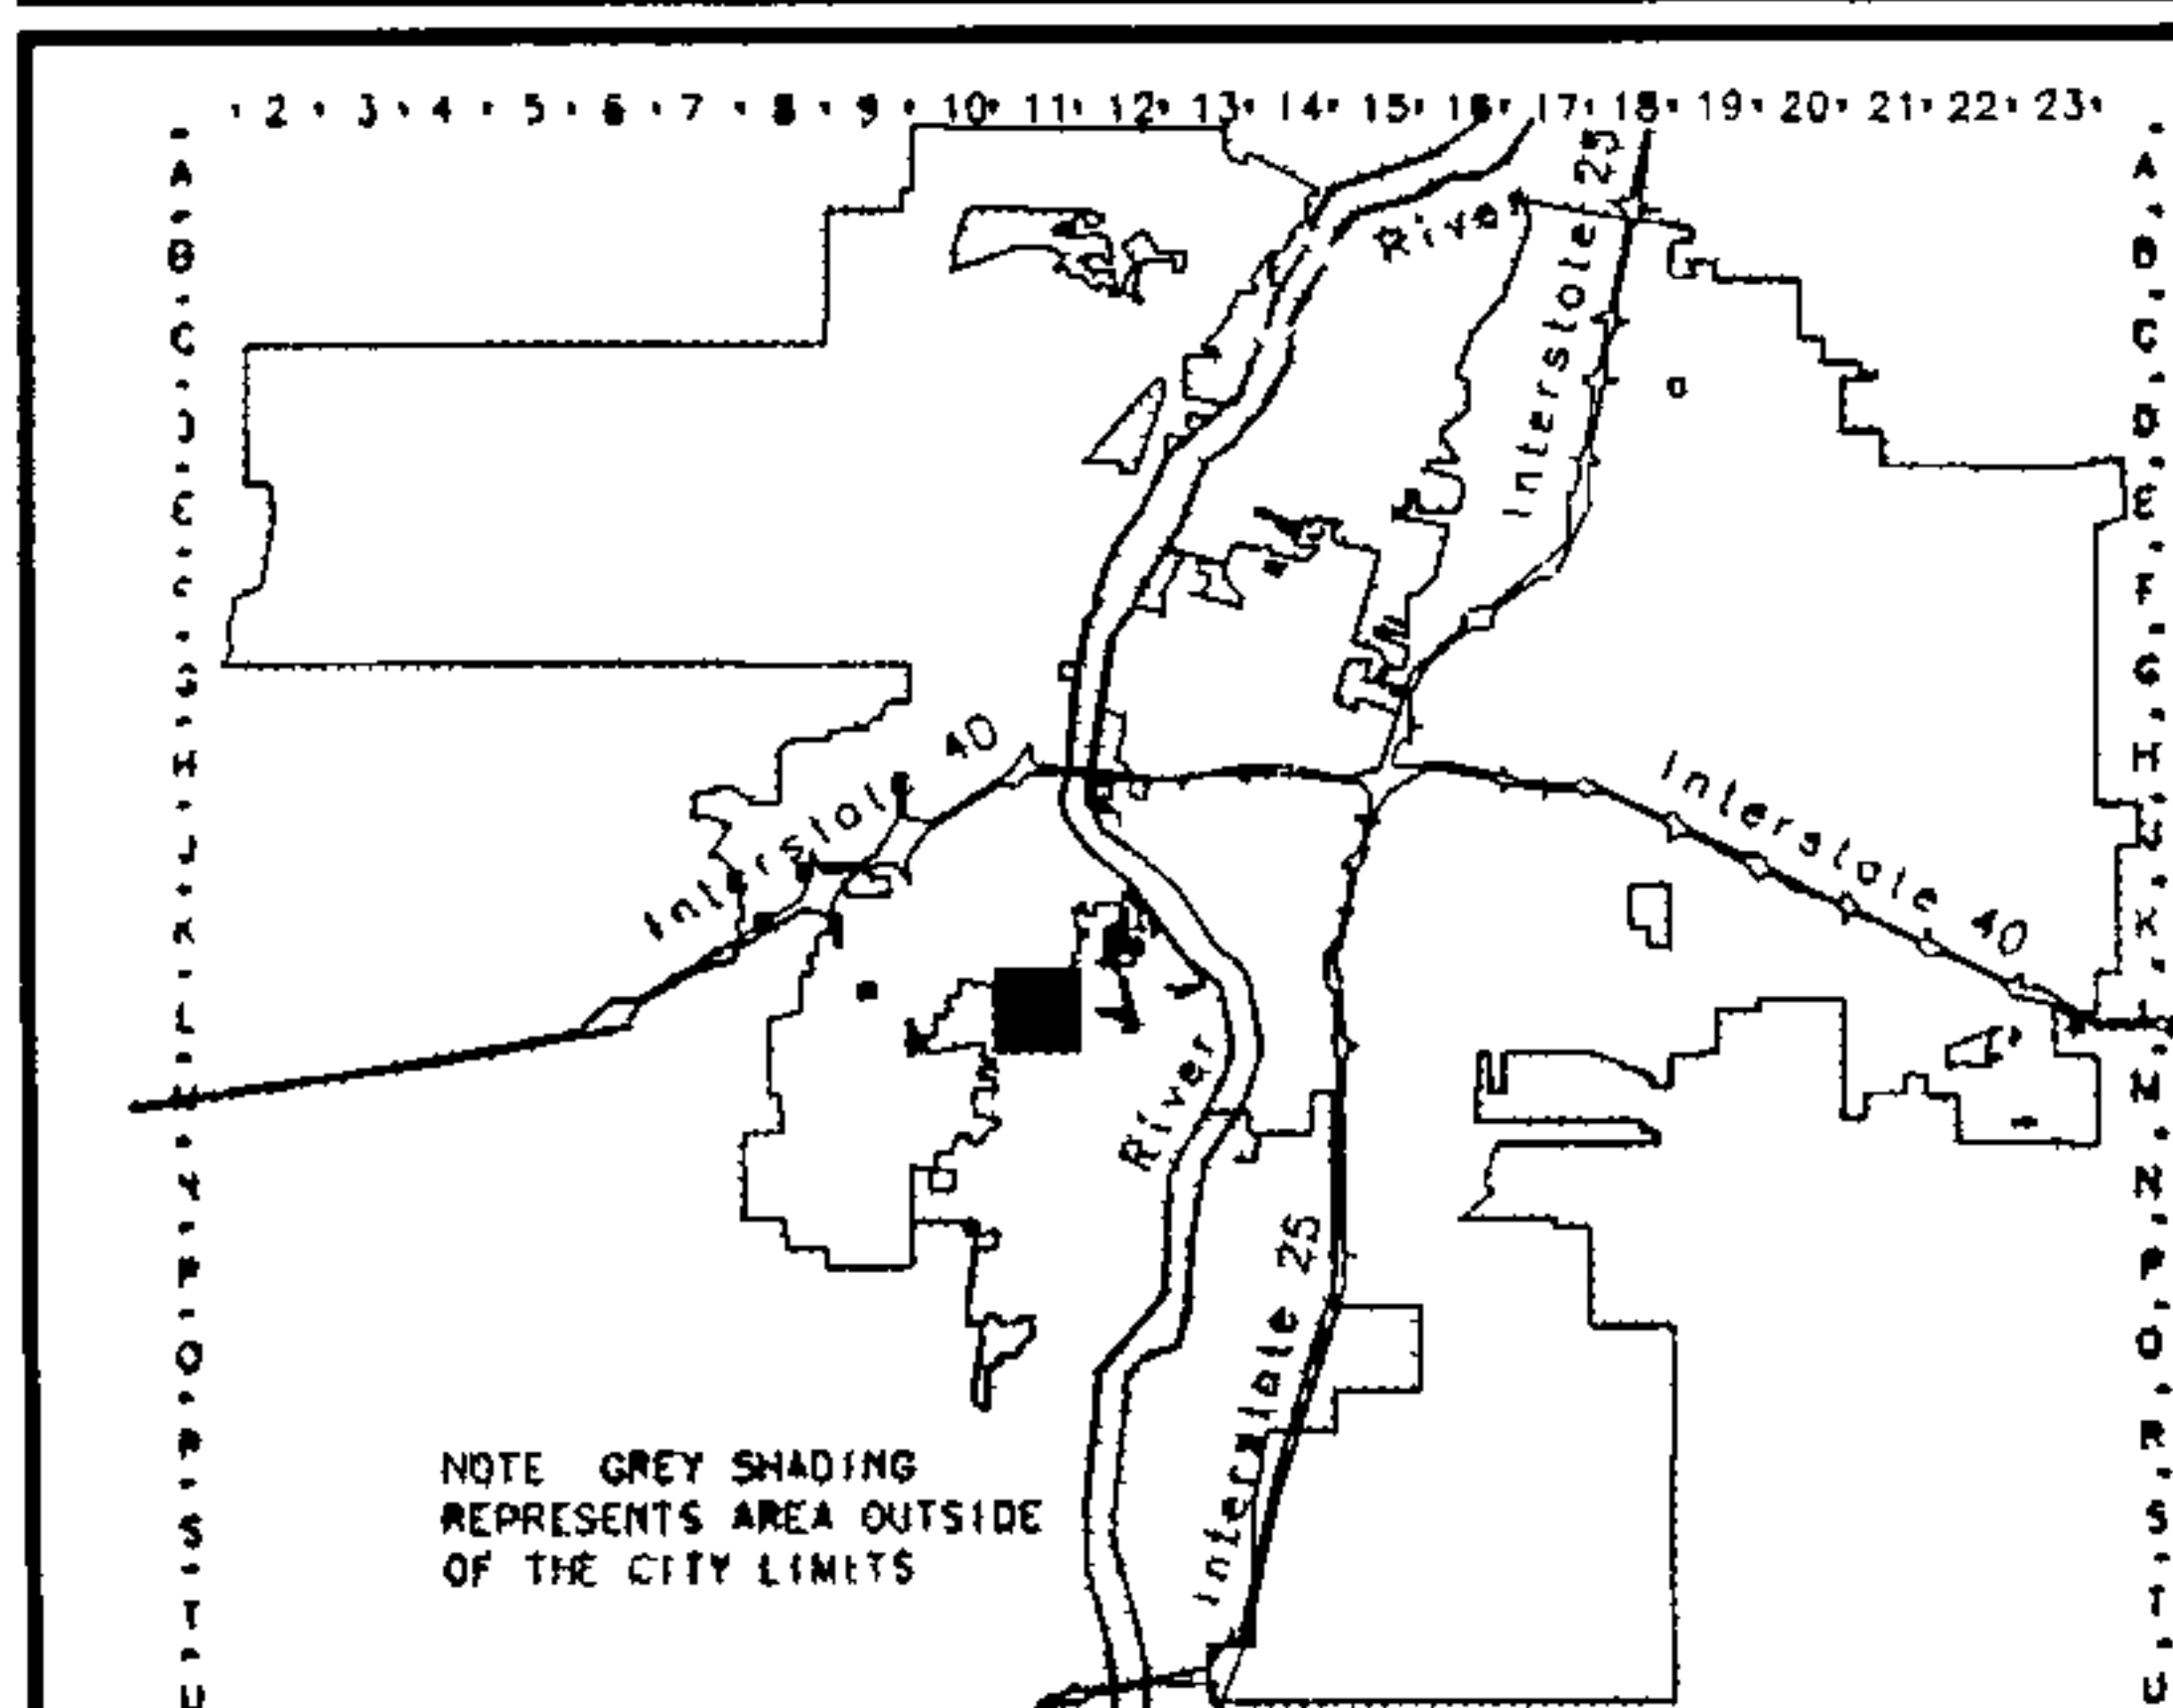 2 3 4 5 6 7 8 9 10 11 12 13 14 15 16 17 18 19 20 21 22 23
A A
B B
C C
D D
E E
F F
G G
H H
J J
K K
L L
M M
N N
P P
Q Q
R R
S S
T T
U U
River
Interstate 25
Interstate 40
Interstate 40
River
Interstate 25
NOTE GREY SHADING
REPRESENTS AREA OUTSIDE
OF THE CITY LIMITS